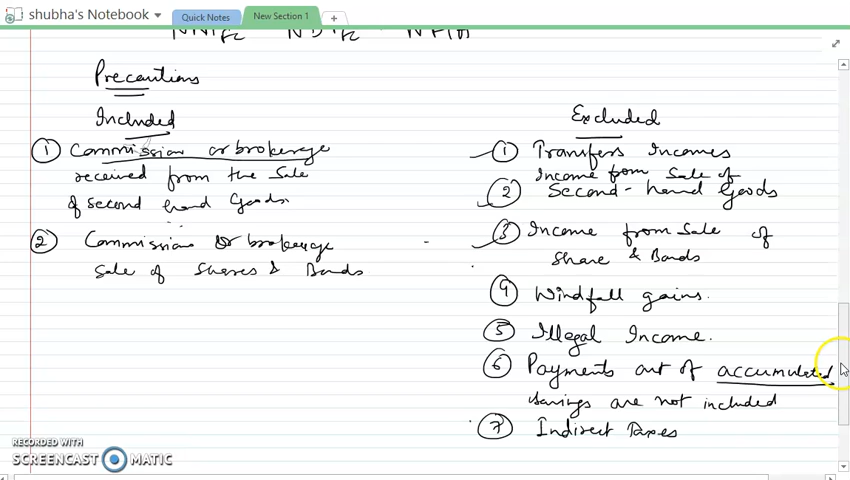 shubha's Notebook
Quick Notes
New Section 1
Precautions
Included
① Commission or brokerage
received from the Sale
of Second hand Goods.
② Commission or brokerage
Sale of Shares & Bonds
Excluded
① Transfers Incomes
Income from Sale of
② Second-hand Goods
③ Income from Sale of
Share & Bonds
④ Windfall gains.
⑤ Illegal Income.
⑥ Payments out of accumulated
savings are not included
⑦ Indirect Taxes
RECORDED WITH
SCREENCAST MATIC